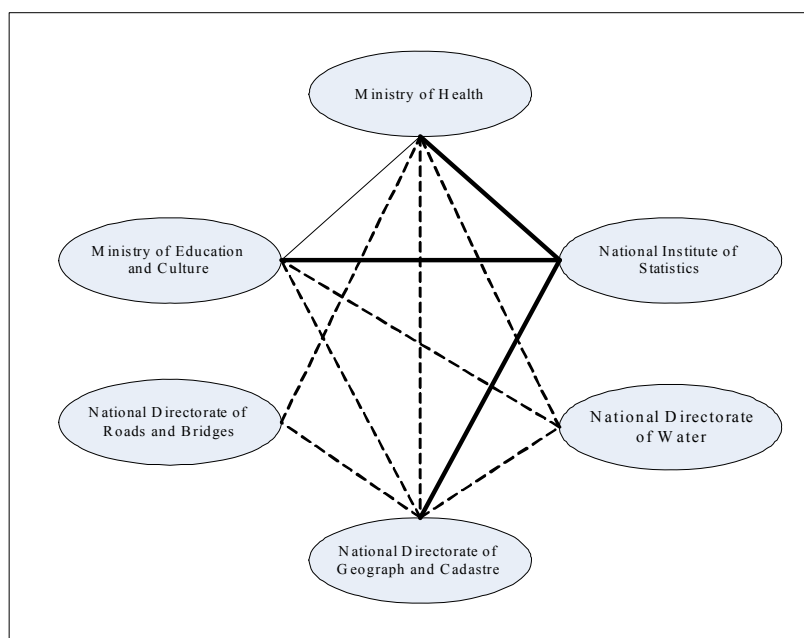 Ministry of Health
Ministry of Education
and Culture
National Institute of
Statistics
National Directorate of
Roads and Bridges
National Directorate
of Water
National Directorate of
Geograph and Cadastre